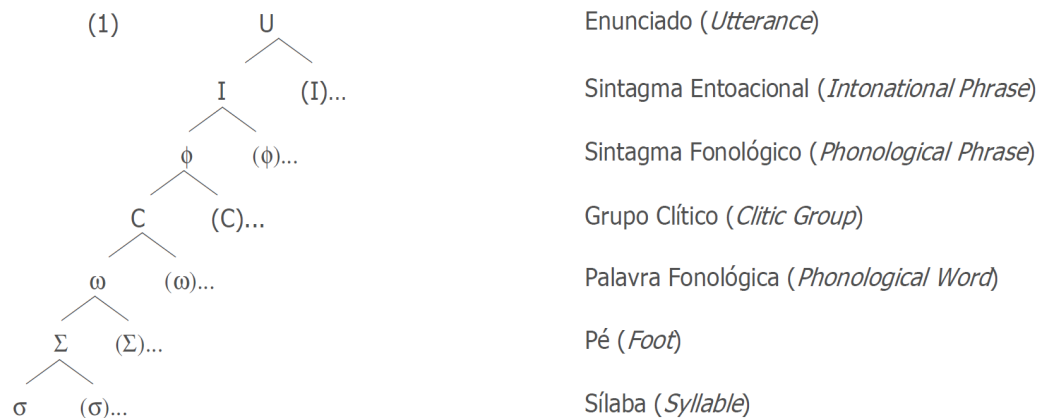 (1) U Enunciado (Utterance)
I (I)... Sintagma Entoacional (Intonational Phrase)
ϕ (ϕ)... Sintagma Fonológico (Phonological Phrase)
C (C)... Grupo Clítico (Clitic Group)
ω (ω)... Palavra Fonológica (Phonological Word)
Σ (Σ)... Pé (Foot)
σ (σ)... Sílaba (Syllable)